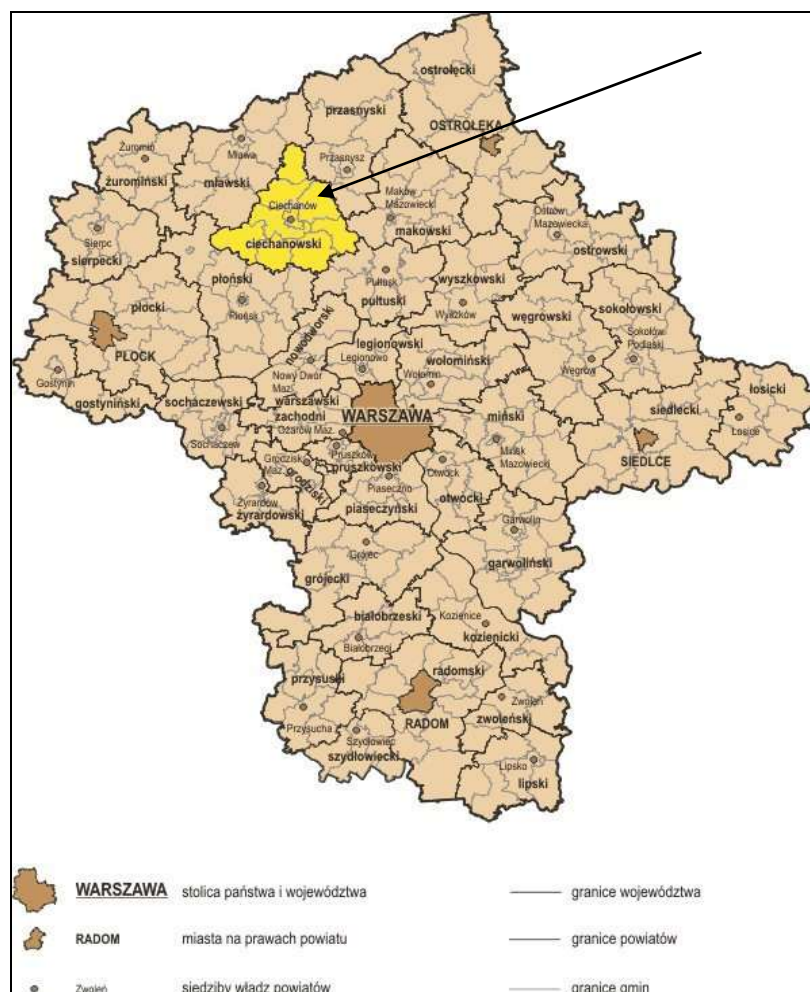 ostrołęcki
przasnyski
OSTROŁĘKA
Żuromin
Mława
Przasnysz
żuromiński
mławski
Maków
Mazowiecki
Ciechanów
Ostrów
Mazowiecka
Sierpc
makowski
sierpecki
ciechanowski
ostrowski
płoński
Pułtusk
wyszkowski
płocki
pułtuski
sokołowski
Płońsk
Wyszków
węgrowski
nowodworski
Sokołów
Podlaski
PŁOCK
legionowski
Legionowo
wołomiński
Węgrów
Gostynin
Nowy Dwór
Maz.
Wołomin
łosicki
gostyniński
sochaczewski
warszawski
zachodni
WARSZAWA
miński
siedlecki
Ożarów Maz.
Łosice
Sochaczew
Pruszków
Mińsk
Mazowiecki
SIEDLCE
Grodzisk
Maz.
grodziski
pruszkowski
Otwock
Piaseczno
Żyrardów
piaseczyński
otwocki
żyrardowski
Garwolin
Grójec
garwoliński
grójecki
białobrzeski
Kozienice
kozienicki
Białobrzegi
przysuski
radomski
Przysucha
RADOM
Zwoleń
zwoleński
Szydłowiec
szydłowiecki
Lipsko
lipski
WARSZAWA stolica państwa i województwa
granice województwa
RADOM miasta na prawach powiatu
granice powiatów
Zwoleń siedziby władz powiatów
granice gmin